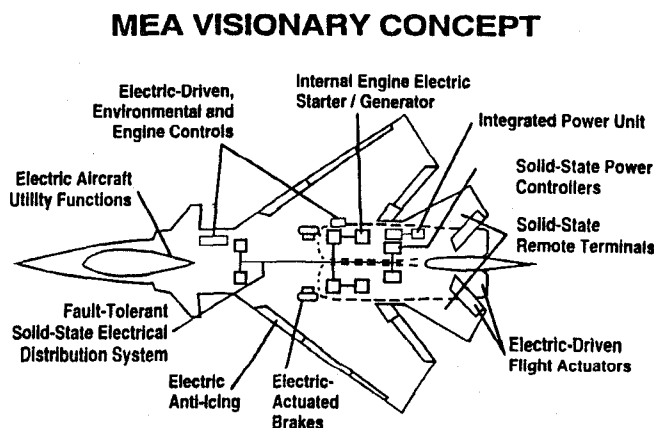 MEA VISIONARY CONCEPT
Electric-Driven,
Environmental and
Engine Controls
Internal Engine Electric
Starter / Generator
Integrated Power Unit
Electric Aircraft
Utility Functions
Solid-State Power
Controllers
Solid-State
Remote Terminals
Fault-Tolerant
Solid-State Electrical
Distribution System
Electric
Anti-Icing
Electric-
Actuated
Brakes
Electric-Driven
Flight Actuators